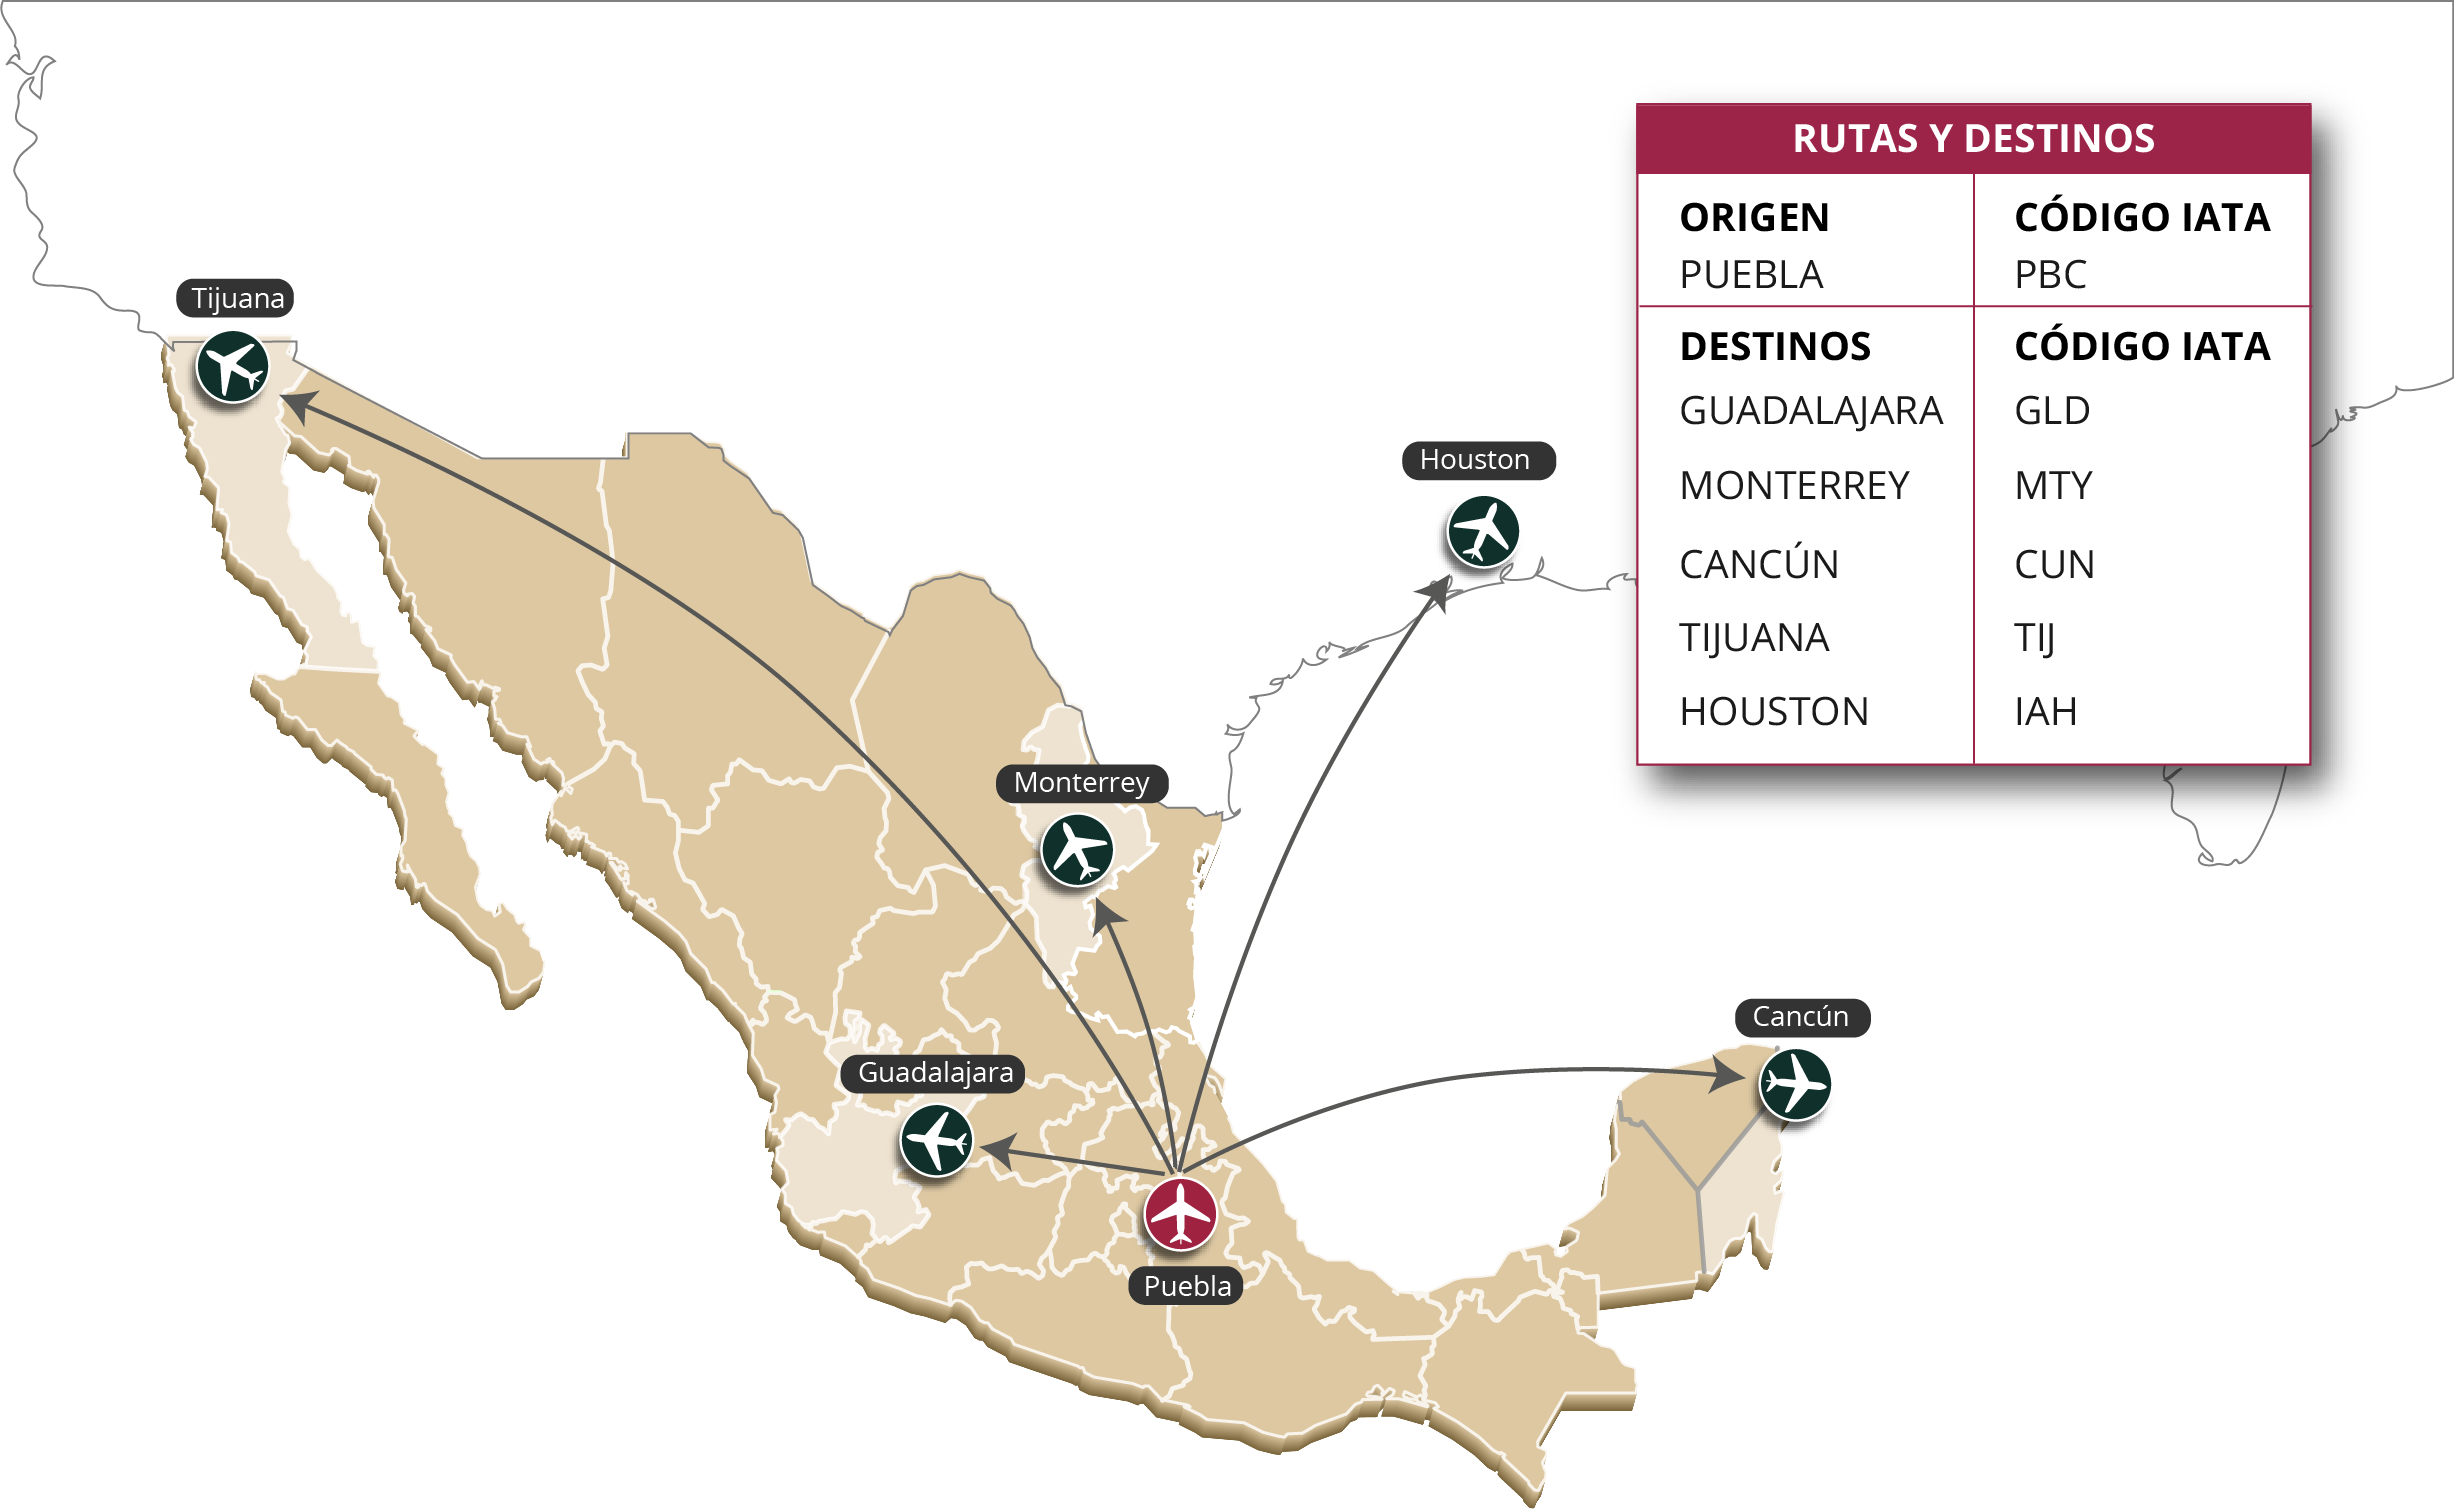 RUTAS Y DESTINOS
ORIGEN CÓDIGO IATA
PUEBLA PBC
DESTINOS CÓDIGO IATA
GUADALAJARA GLD
MONTERREY MTY
CANCÚN CUN
TIJUANA TIJ
HOUSTON IAH
Tijuana
Houston
Monterrey
Cancún
Guadalajara
Puebla